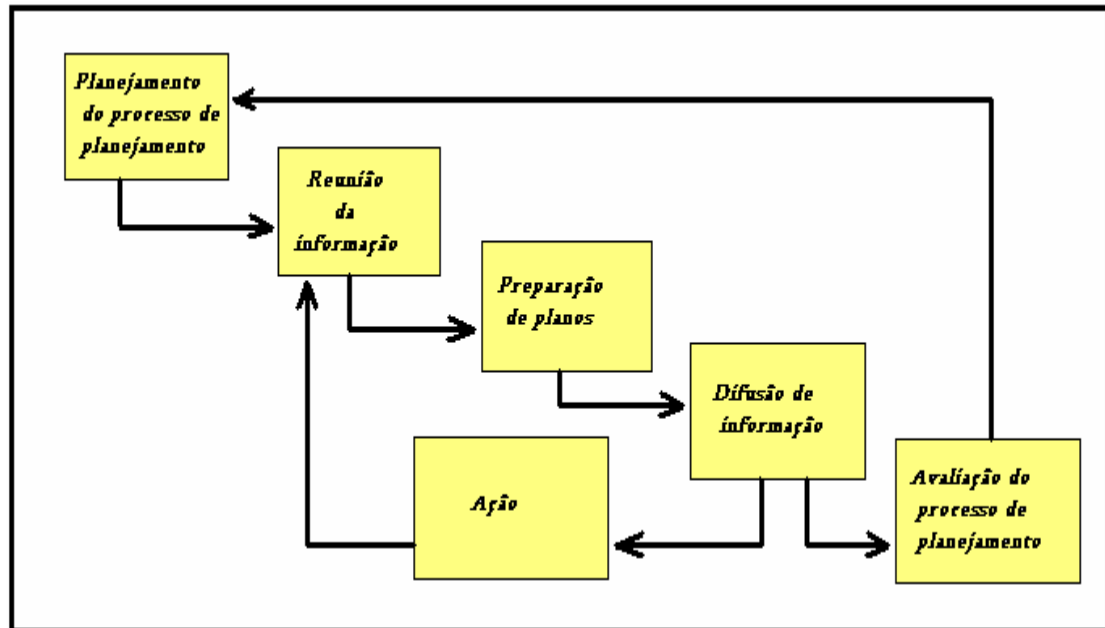 Planejamento
do processo de
planejamento
Reunião
da
informação
Preparação
de planos
Difusão de
informação
Ação
Avaliação do
processo de
planejamento